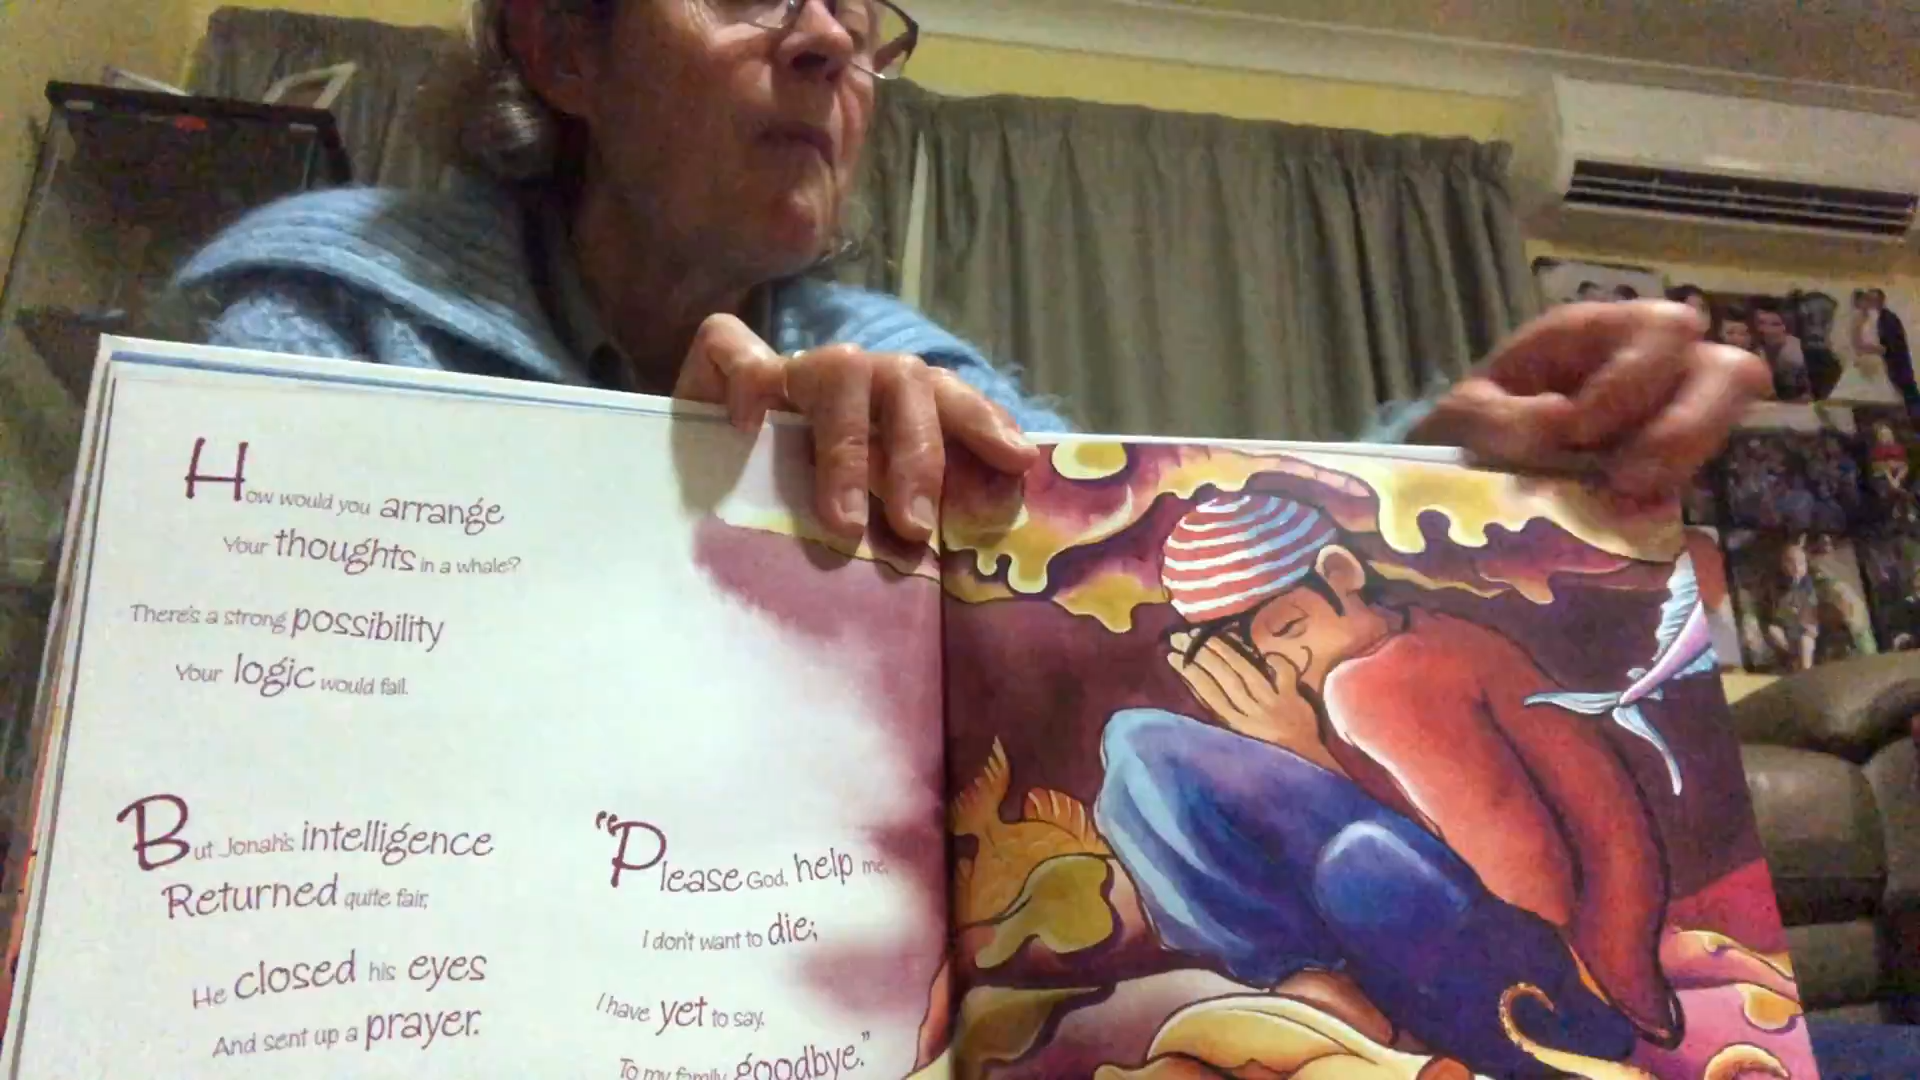 How would you arrange
Your thoughts in a whale?
There's a strong possibility
Your logic would fail.
But Jonah's intelligence
Returned quite fair,
He closed his eyes
And sent up a prayer.
"Please God, help me,
I don't want to die;
I have yet to say,
To my family, goodbye."